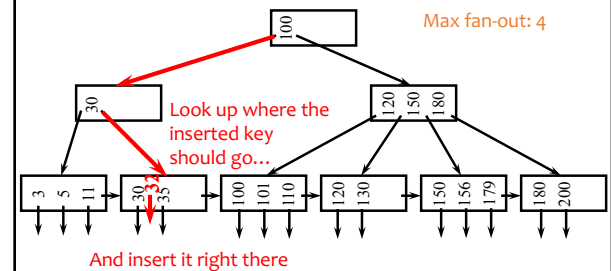 Max fan-out: 4
100
30
Look up where the
inserted key
should go...
120 150 180
3 5 11
30 32 35
100 101 110
120 130
150 156 179
180 200
And insert it right there